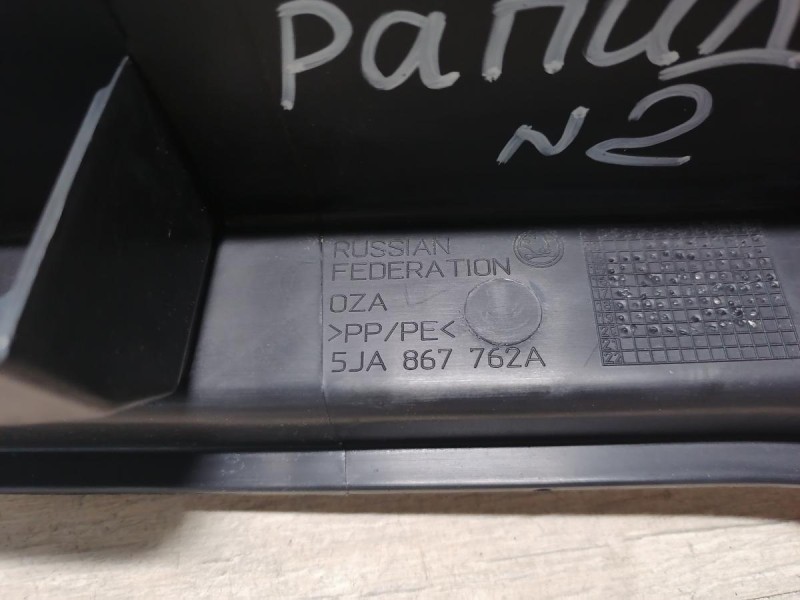 рапид
N2
RUSSIAN
FEDERATION
OZA
>PP/PE<
5JA 867 762A